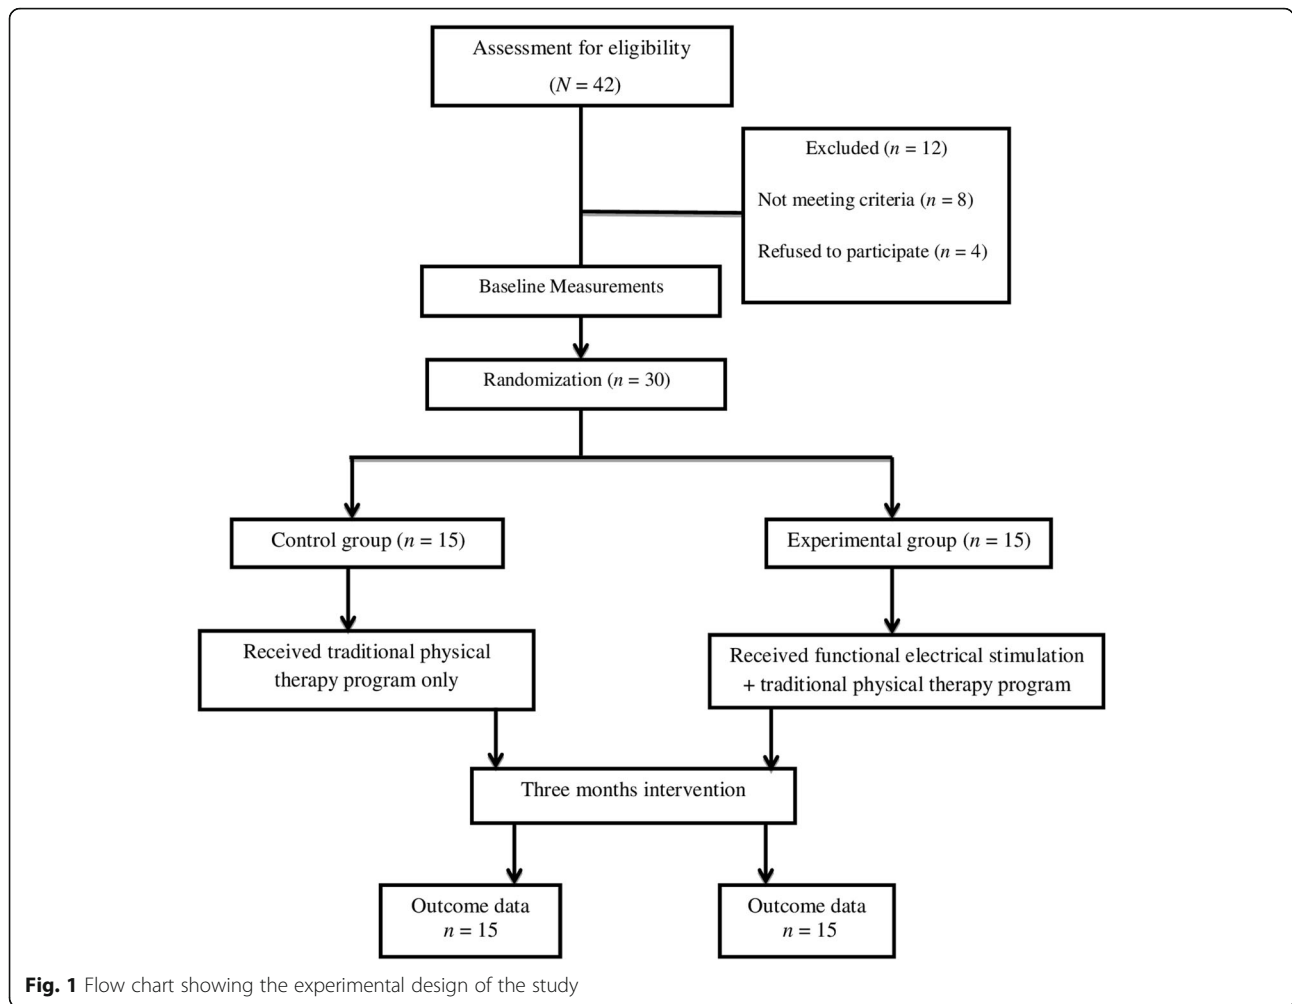 Assessment for eligibility
(N = 42)
Excluded (n = 12)
Not meeting criteria (n = 8)
Refused to participate (n = 4)
Baseline Measurements
Randomization (n = 30)
Control group (n = 15)
Experimental group (n = 15)
Received traditional physical
therapy program only
Received functional electrical stimulation
+ traditional physical therapy program
Three months intervention
Outcome data
n = 15
Outcome data
n = 15
Fig. 1 Flow chart showing the experimental design of the study